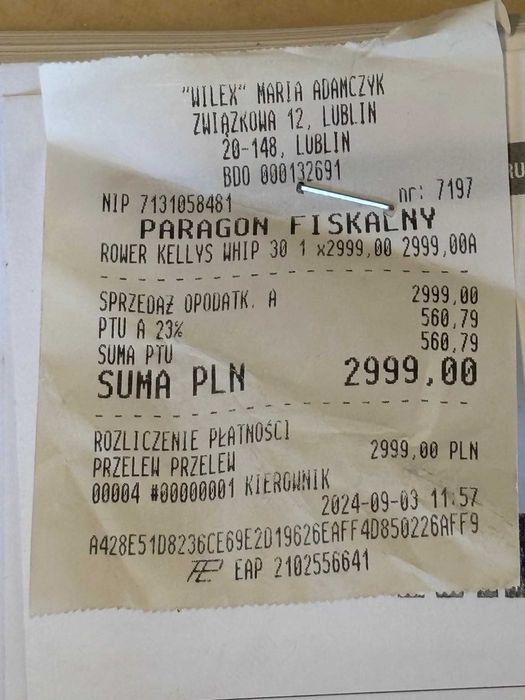 "WILEX" MARIA ADAMCZYK
ZWIĄZKOWA 12, LUBLIN
20-148, LUBLIN
BDO 000132691
NIP 7131058481 nr: 7197
PARAGON FISKALNY
ROWER KELLYS WHIP 30 1 x2999,00 2999,00A
SPRZEDAŻ OPODATK. A 2999,00
PTU A 23% 560,79
SUMA PTU 560,79
SUMA PLN 2999,00
ROZLICZENIE PŁATNOŚCI
PRZELEW PRZELEW 2999,00 PLN
00004 #00000001 KIEROWNIK
2024-09-03 11:57
A428E51D8236CE69E2D19626EAFF4D850226AFF9
EAP 2102556641
RU